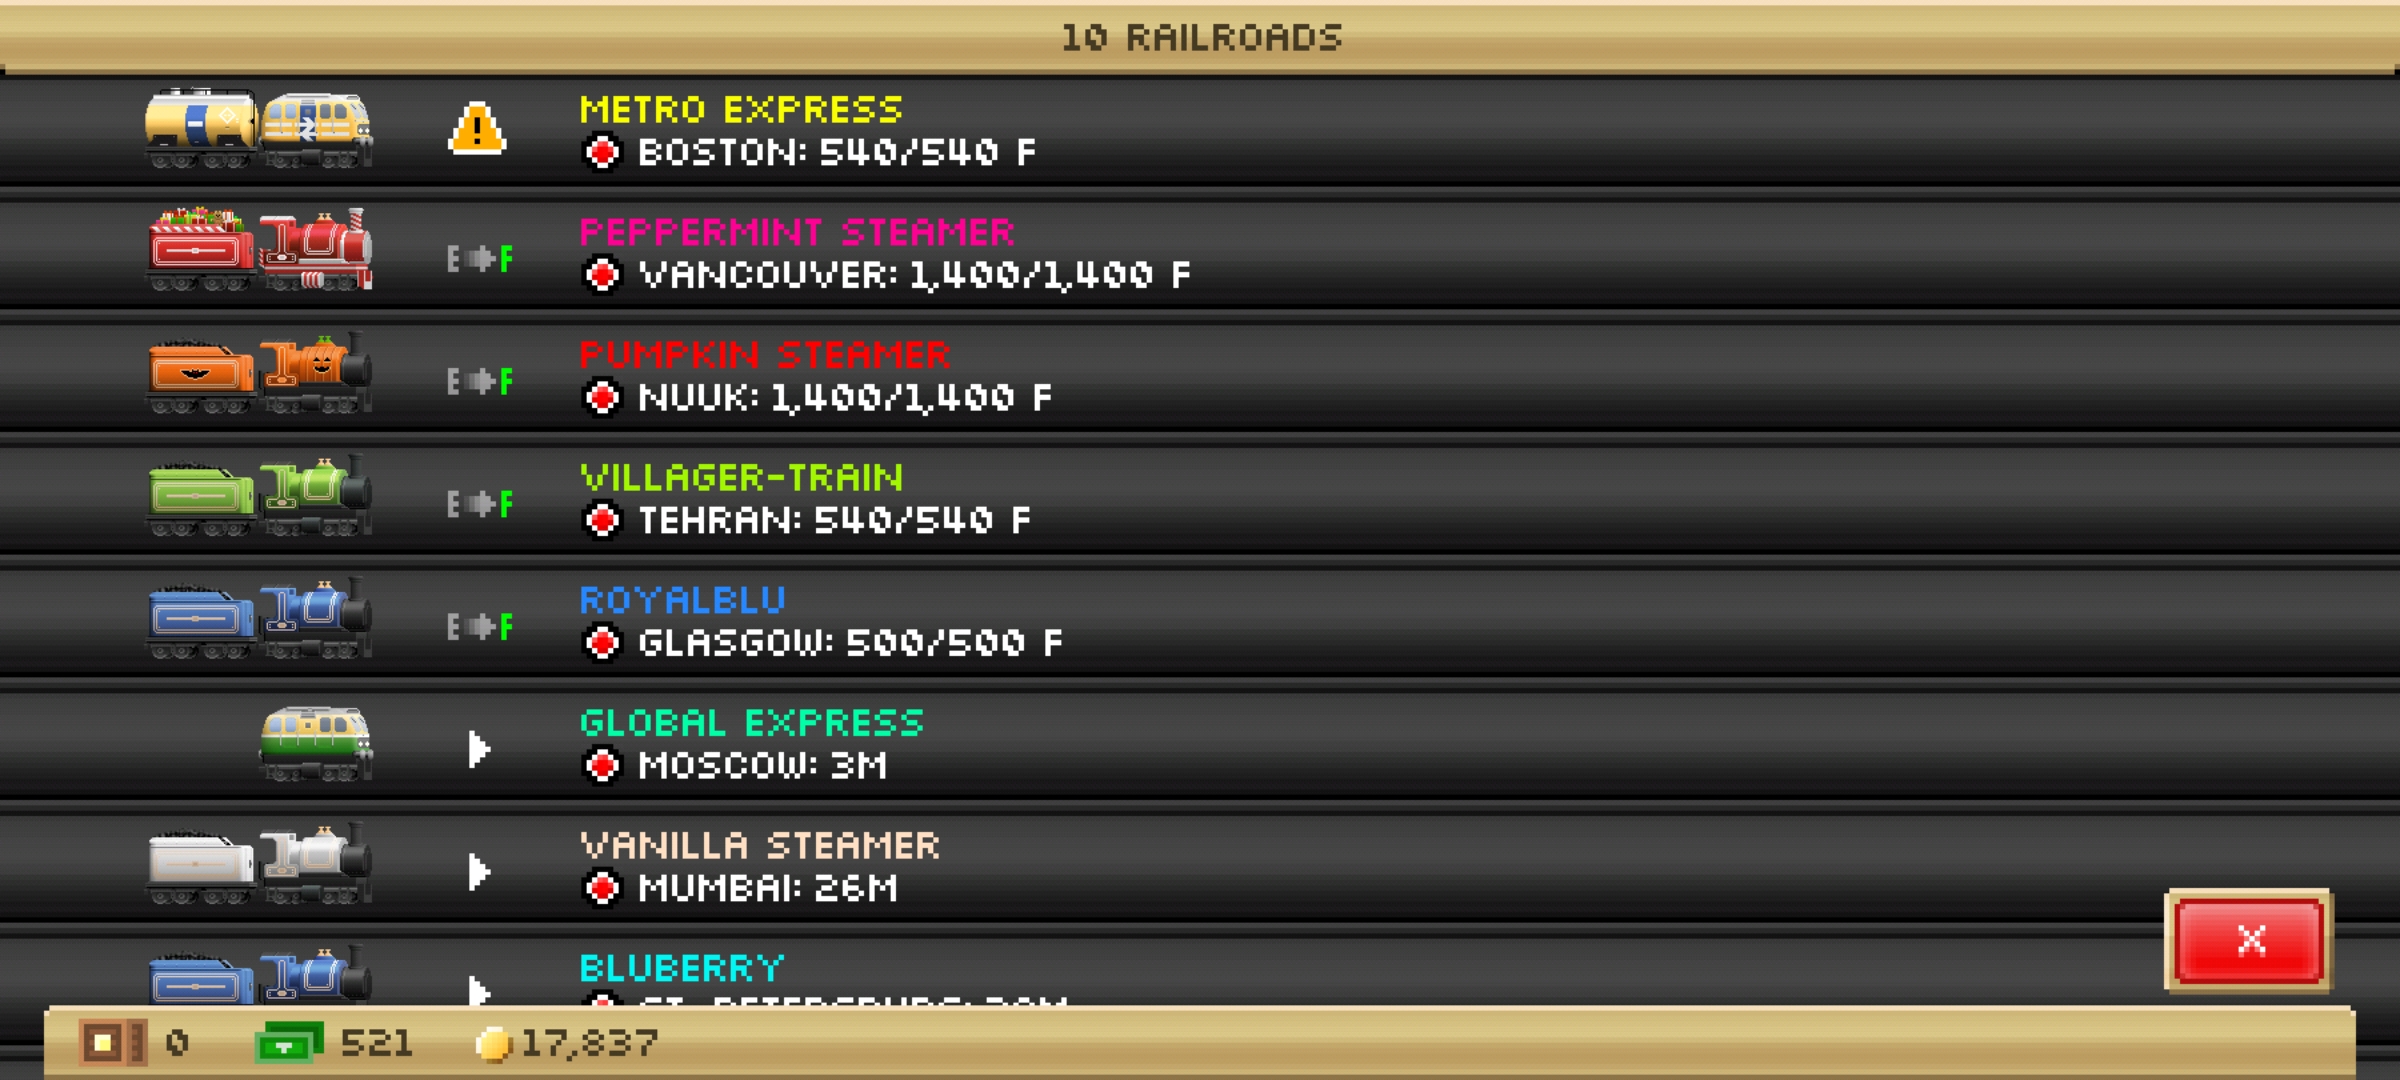 10 RAILROADS
METRO EXPRESS
BOSTON: 540/540 F
PEPPERMINT STEAMER
E F VANCOUVER: 1,400/1,400 F
PUMPKIN STEAMER
E F NUUK: 1,400/1,400 F
VILLAGER-TRAIN
E F TEHRAN: 540/540 F
ROYALBLU
E F GLASGOW: 500/500 F
GLOBAL EXPRESS
MOSCOW: 3M
VANILLA STEAMER
MUMBAI: 26M
BLUBERRY
X
0 521 17,837